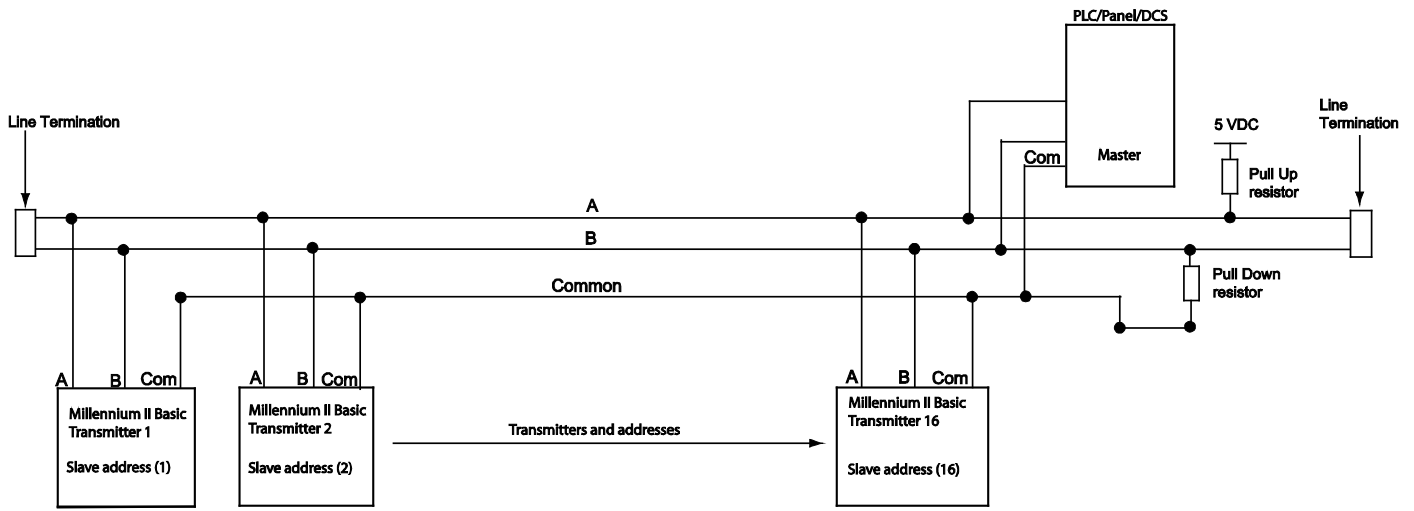 PLC/Panel/DCS
Line Termination
Line
Termination
5 VDC
Com
Master
Pull Up
resistor
A
B
Pull Down
resistor
Common
A
B
Com
A
B
Com
A
B
Com
Millennium II Basic
Transmitter 1
Slave address (1)
Millennium II Basic
Transmitter 2
Slave address (2)
Transmitters and addresses
Millennium II Basic
Transmitter 16
Slave address (16)